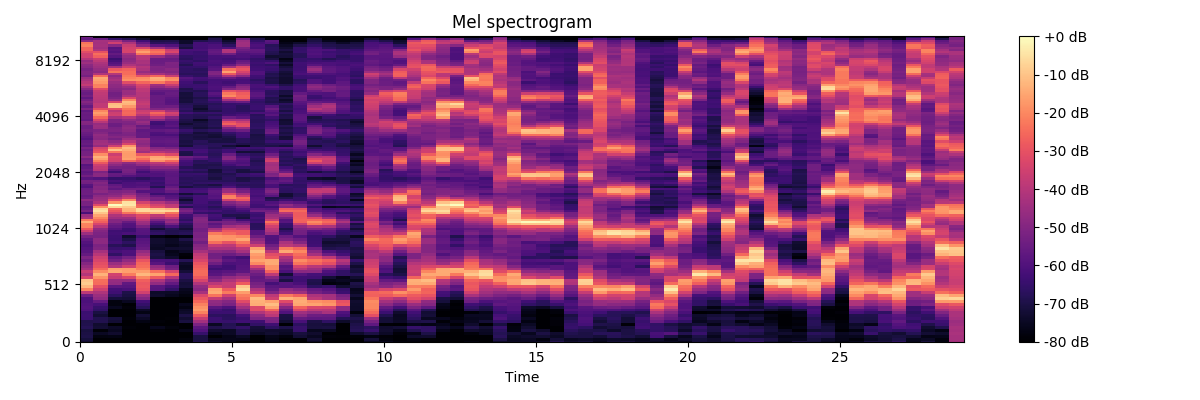 Mel spectrogram
Hz
8192
4096
2048
1024
512
0
0 5 10 15 20 25
Time
+0 dB
-10 dB
-20 dB
-30 dB
-40 dB
-50 dB
-60 dB
-70 dB
-80 dB